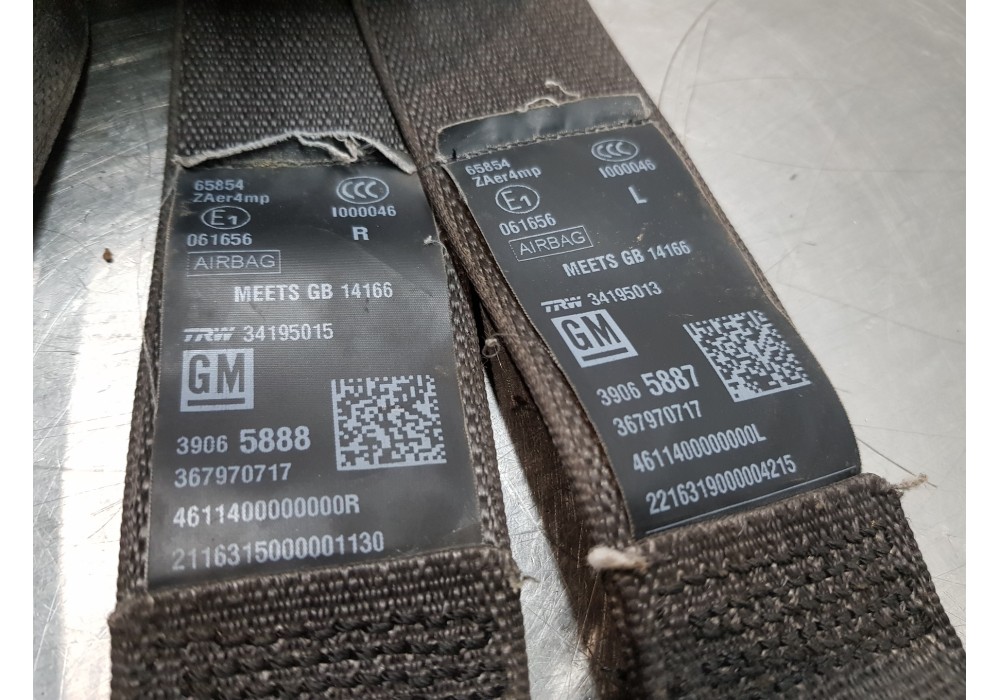 65854
ZAer4mp
CCC
E1
I000046
061656
R
AIRBAG
MEETS GB 14166
TRW 34195015
GM
3906 5888
367970717
4611400000000R
2116315000001130
65854
ZAer4mp
CCC
I000046
E1
L
061656
AIRBAG
MEETS GB 14166
TRW 34195013
GM
3906 5887
367970717
4611400000000L
2216319000004215